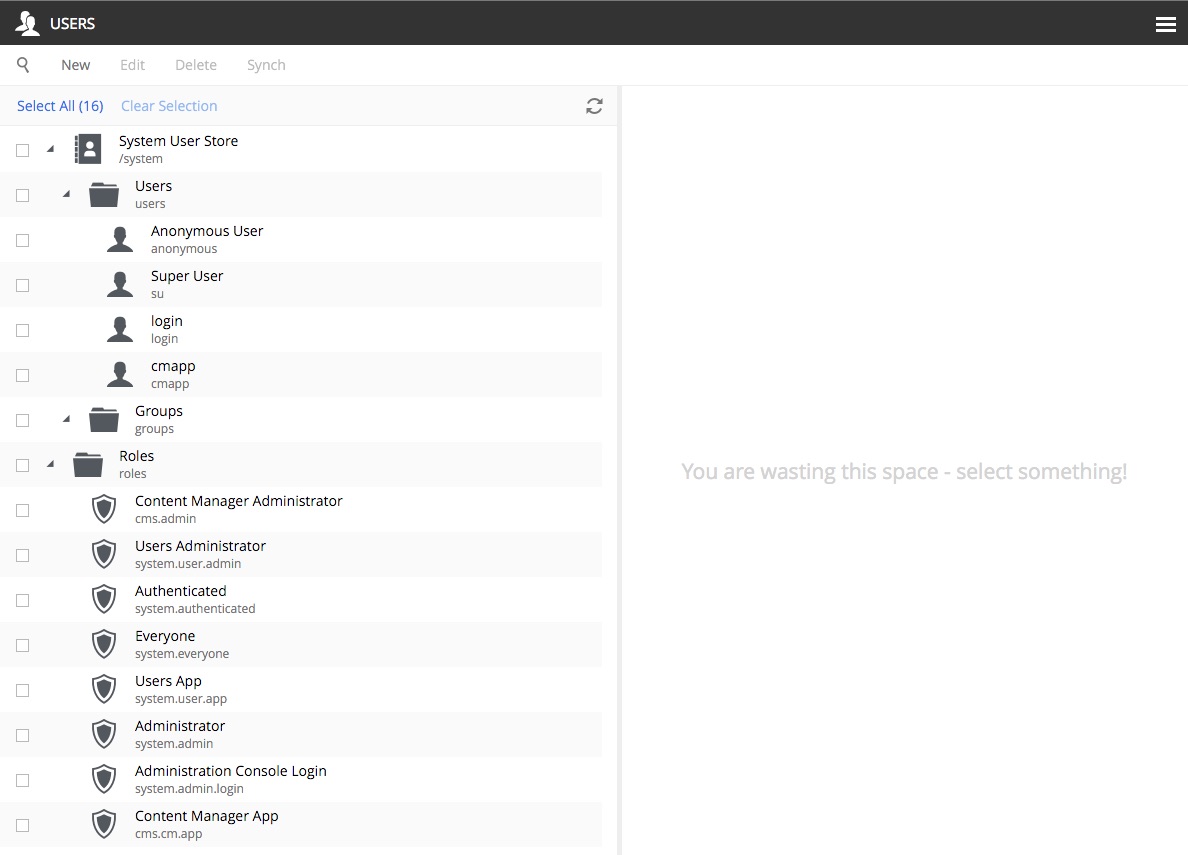 USERS
New Edit Delete Synch
Select All (16) Clear Selection
System User Store
/system
Users
users
Anonymous User
anonymous
Super User
su
login
login
cmapp
cmapp
Groups
groups
Roles
roles
Content Manager Administrator
cms.admin
Users Administrator
system.user.admin
Authenticated
system.authenticated
Everyone
system.everyone
Users App
system.user.app
Administrator
system.admin
Administration Console Login
system.admin.login
Content Manager App
cms.cm.app
You are wasting this space - select something!